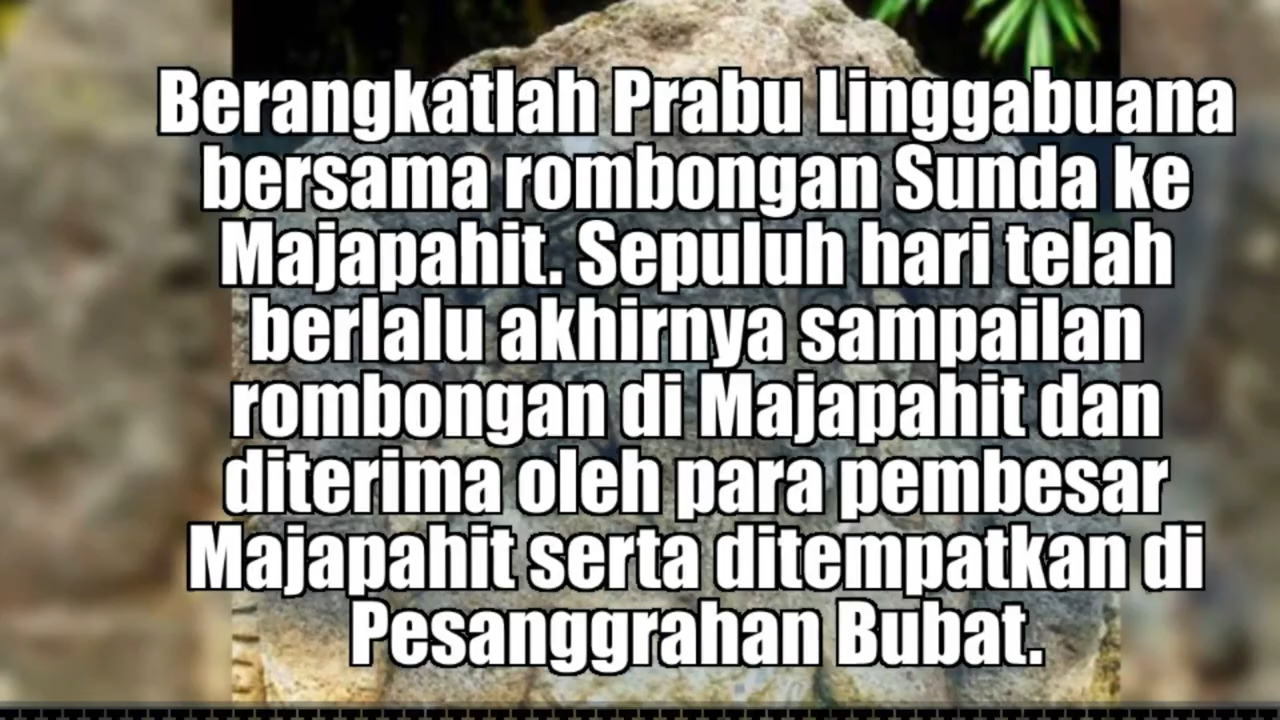 Berangkatlah Prabu Linggabuana
bersama rombongan Sunda ke
Majapahit. Sepuluh hari telah
berlalu akhirnya sampailan
rombongan di Majapahit dan
diterima oleh para pembesar
Majapahit serta ditempatkan di
Pesanggrahan Bubat.